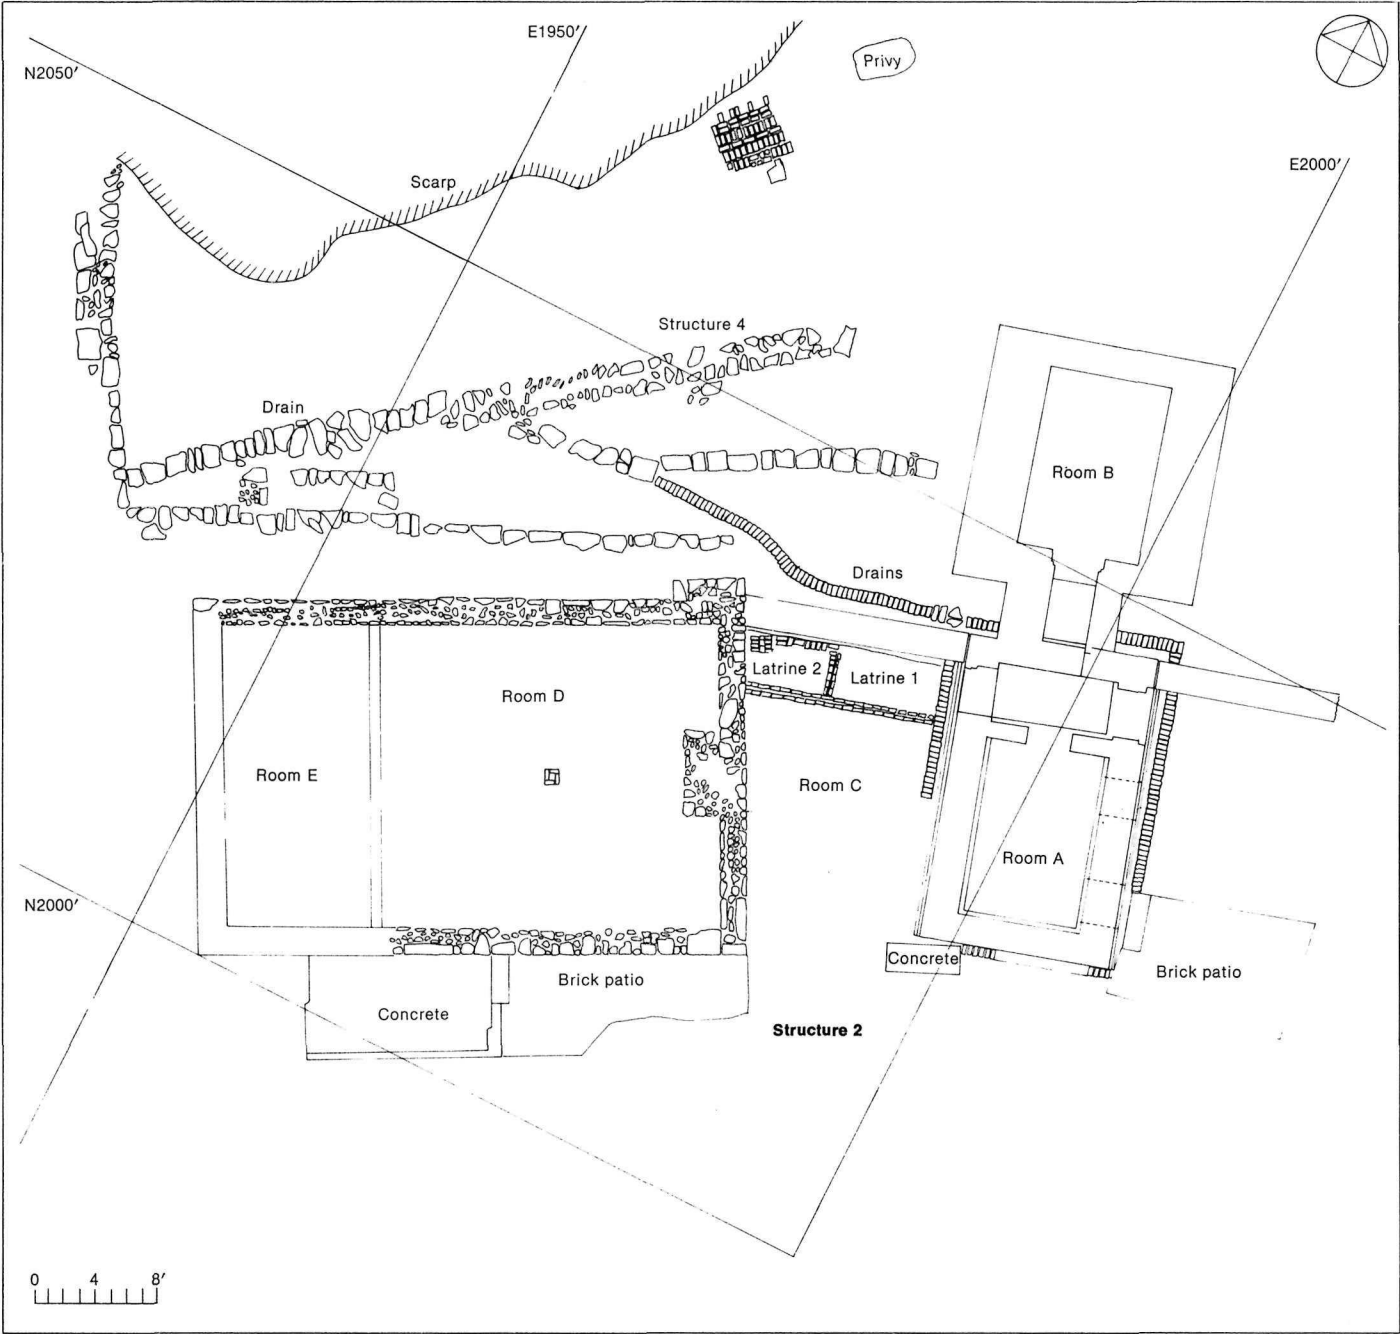 E1950'
Privy
N2050'
E2000'
Scarp
Structure 4
Drain
Room B
Drains
Latrine 2
Latrine 1
Room D
Room E
Room C
Room A
N2000'
Concrete
Brick patio
Brick patio
Concrete
Structure 2
0 4 8'